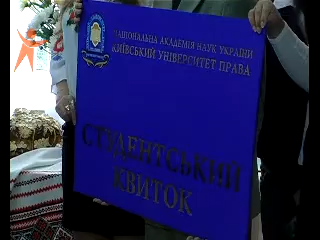 НАЦІОНАЛЬНА АКАДЕМІЯ НАУК УКРАЇНИ
КИЇВСЬКИЙ УНІВЕРСИТЕТ ПРАВА
СТУДЕНТСЬКИЙ
КВИТОК